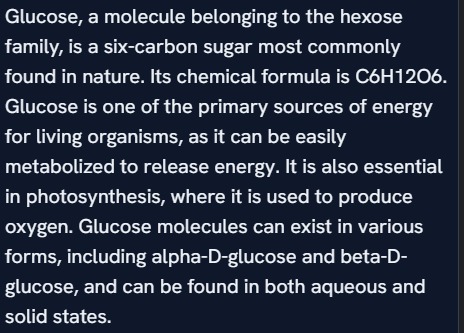 Glucose, a molecule belonging to the hexose
family, is a six-carbon sugar most commonly
found in nature. Its chemical formula is C6H12O6.
Glucose is one of the primary sources of energy
for living organisms, as it can be easily
metabolized to release energy. It is also essential
in photosynthesis, where it is used to produce
oxygen. Glucose molecules can exist in various
forms, including alpha-D-glucose and beta-D-
glucose, and can be found in both aqueous and
solid states.